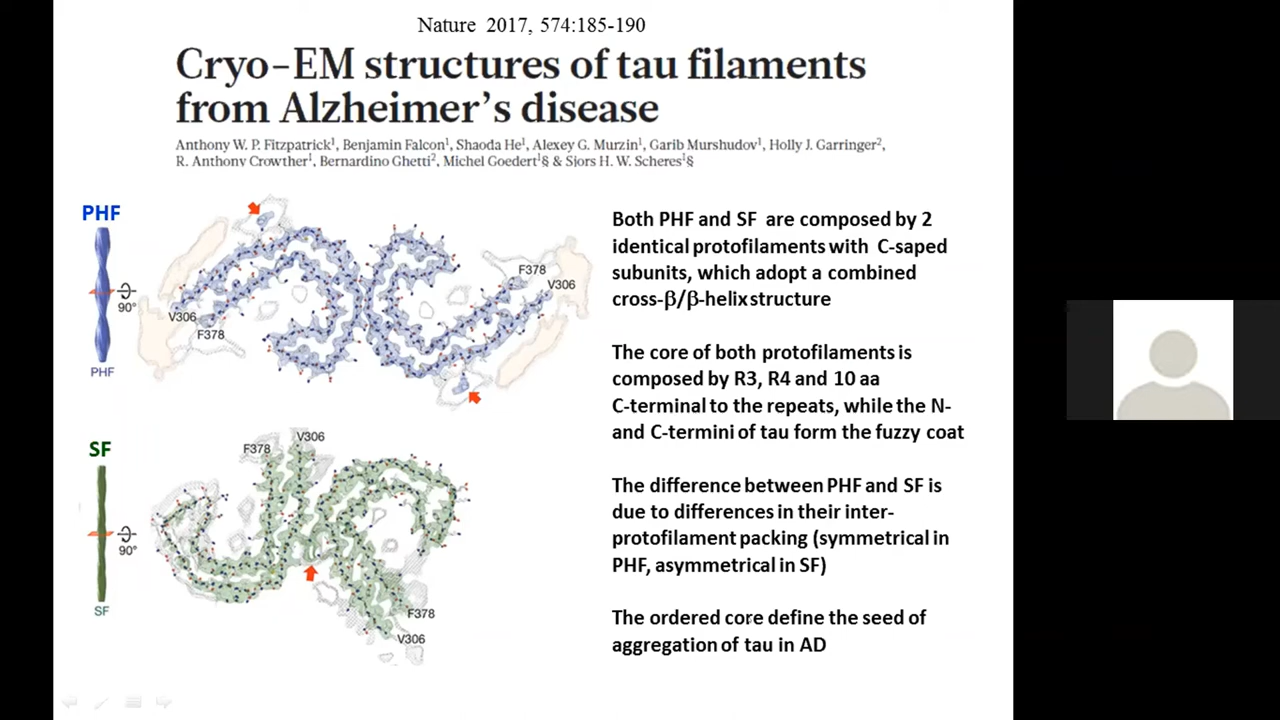 Nature 2017, 574:185-190
Cryo-EM structures of tau filaments
from Alzheimer's disease
Anthony W. P. Fitzpatrick¹, Benjamin Falcon¹, Shaoda He¹, Alexey G. Murzin¹, Garib Murshudov¹, Holly J. Garringer²,
R. Anthony Crowther¹, Bernardino Ghetti², Michel Goedert¹§ & Sjors H. W. Scheres¹§
PHF
90°
PHF
V306
F378
F378
V306
SF
90°
SF
F378
V306
F378
V306
Both PHF and SF are composed by 2
identical protofilaments with C-saped
subunits, which adopt a combined
cross-β/β-helix structure
The core of both protofilaments is
composed by R3, R4 and 10 aa
C-terminal to the repeats, while the N-
and C-termini of tau form the fuzzy coat
The difference between PHF and SF is
due to differences in their inter-
protofilament packing (symmetrical in
PHF, asymmetrical in SF)
The ordered core define the seed of
aggregation of tau in AD